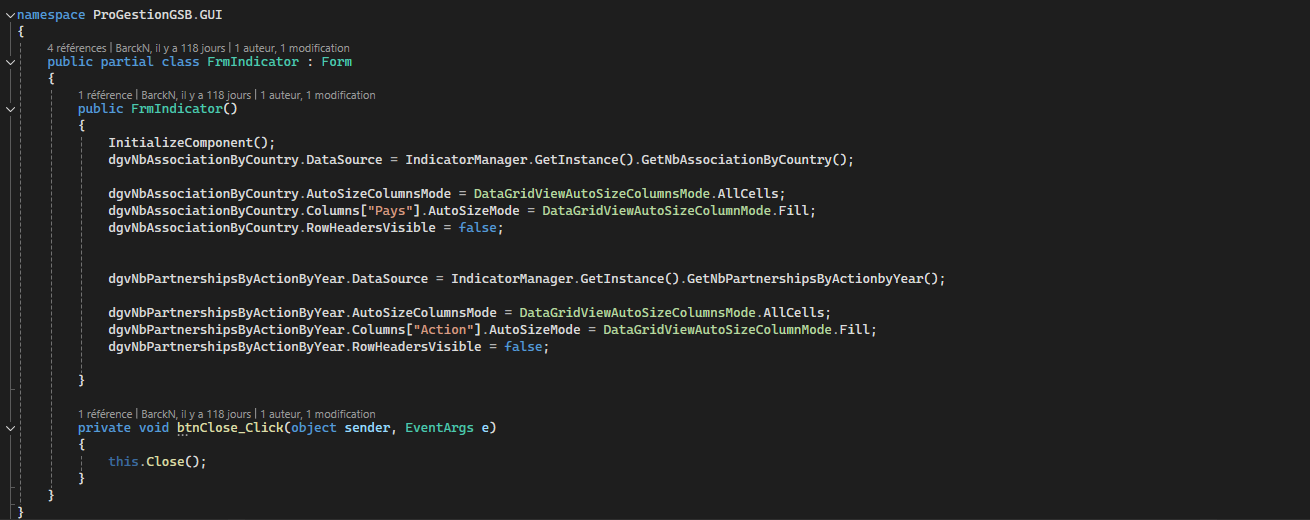 namespace ProGestionGSB.GUI
{
4 références | BarckN, il y a 118 jours | 1 auteur, 1 modification
public partial class FrmIndicator : Form
{
1 référence | BarckN, il y a 118 jours | 1 auteur, 1 modification
public FrmIndicator()
{
InitializeComponent();
dgvNbAssociationByCountry.DataSource = IndicatorManager.GetInstance().GetNbAssociationByCountry();
dgvNbAssociationByCountry.AutoSizeColumnsMode = DataGridViewAutoSizeColumnsMode.AllCells;
dgvNbAssociationByCountry.Columns["Pays"].AutoSizeMode = DataGridViewAutoSizeColumnMode.Fill;
dgvNbAssociationByCountry.RowHeadersVisible = false;
dgvNbPartnershipsByActionByYear.DataSource = IndicatorManager.GetInstance().GetNbPartnershipsByActionbyYear();
dgvNbPartnershipsByActionByYear.AutoSizeColumnsMode = DataGridViewAutoSizeColumnsMode.AllCells;
dgvNbPartnershipsByActionByYear.Columns["Action"].AutoSizeMode = DataGridViewAutoSizeColumnMode.Fill;
dgvNbPartnershipsByActionByYear.RowHeadersVisible = false;
}
1 référence | BarckN, il y a 118 jours | 1 auteur, 1 modification
private void btnClose_Click(object sender, EventArgs e)
{
this.Close();
}
}
}